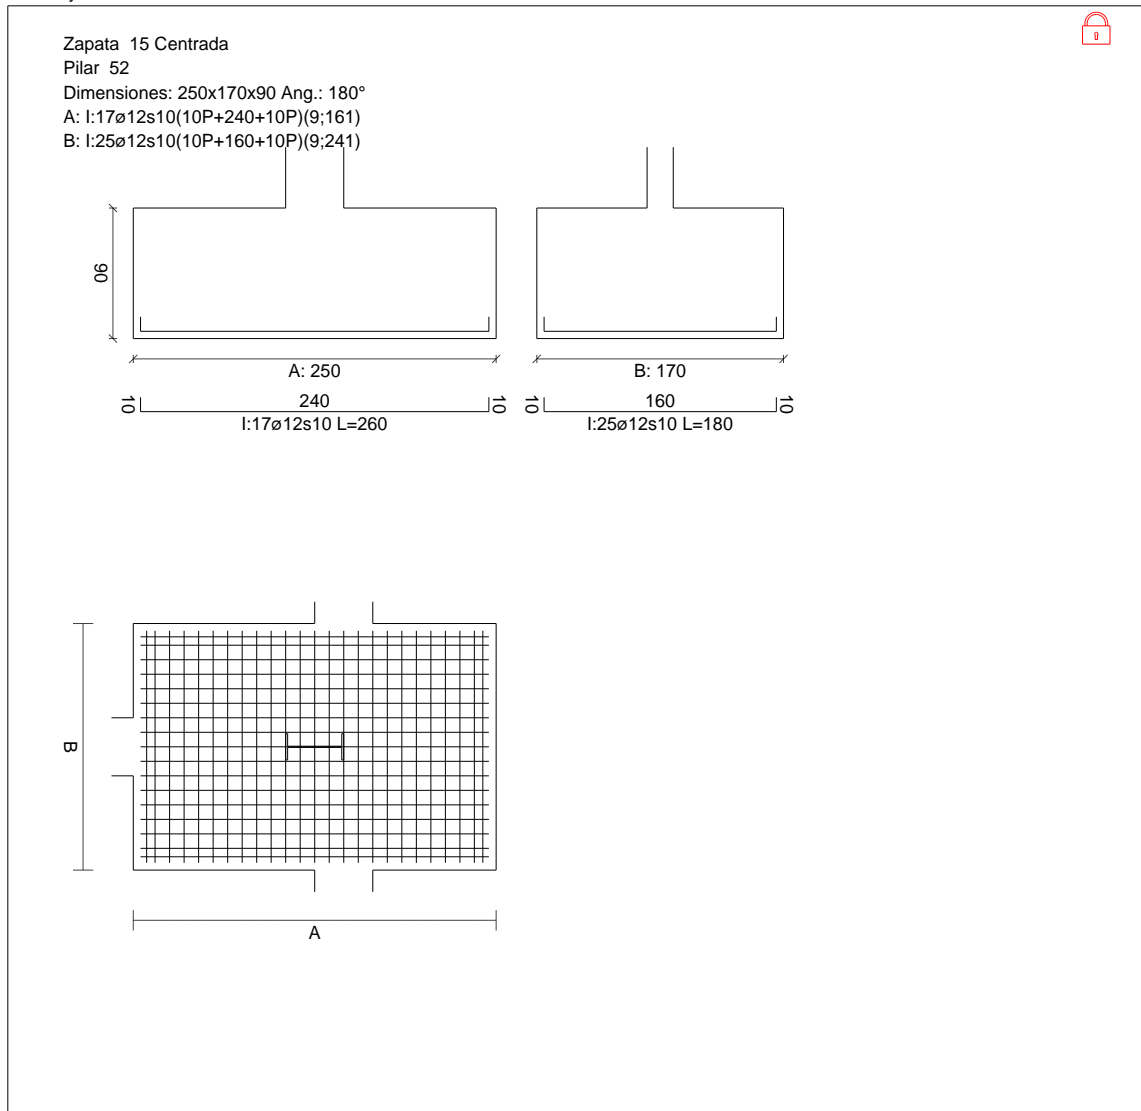 Zapata 15 Centrada
Pilar 52
Dimensiones: 250x170x90 Ang.: 180°
A: I:17ø12s10(10P+240+10P)(9;161)
B: I:25ø12s10(10P+160+10P)(9;241)
90
A: 250
B: 170
10 240 10
10 160 10
I:17ø12s10 L=260
I:25ø12s10 L=180
B
A